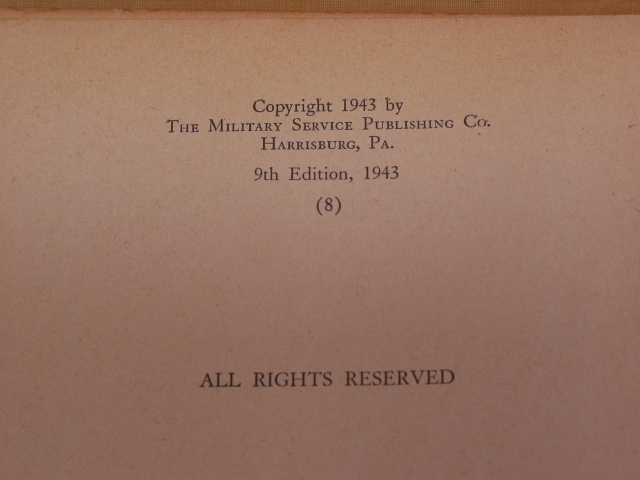 Copyright 1943 by
The Military Service Publishing Co.
Harrisburg, Pa.
9th Edition, 1943
(8)
ALL RIGHTS RESERVED